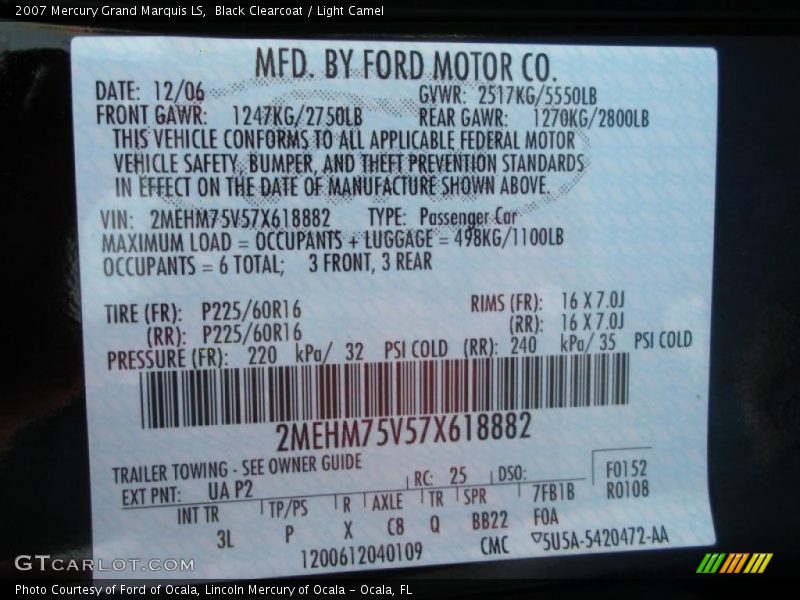 2007 Mercury Grand Marquis LS, Black Clearcoat / Light Camel
MFD. BY FORD MOTOR CO.
DATE: 12/06 GVWR: 2517KG/5550LB
FRONT GAWR: 1247KG/2750LB REAR GAWR: 1270KG/2800LB
THIS VEHICLE CONFORMS TO ALL APPLICABLE FEDERAL MOTOR
VEHICLE SAFETY, BUMPER, AND THEFT PREVENTION STANDARDS
IN EFFECT ON THE DATE OF MANUFACTURE SHOWN ABOVE.
VIN: 2MEHM75V57X618882 TYPE: Passenger Car
MAXIMUM LOAD = OCCUPANTS + LUGGAGE = 498KG/1100LB
OCCUPANTS = 6 TOTAL; 3 FRONT, 3 REAR
TIRE (FR): P225/60R16 RIMS (FR): 16 X 7.0J
(RR): P225/60R16 (RR): 16 X 7.0J
PRESSURE (FR): 220 kPa/ 32 PSI COLD (RR): 240 kPa/ 35 PSI COLD
2MEHM75V57X618882
TRAILER TOWING - SEE OWNER GUIDE
EXT PNT: UA P2 RC: 25 DSO: F0152
INT TR TP/PS R AXLE TR SPR 7FB1B R0108
3L P X C8 Q BB22 FOA
1200612040109 CMC 5U5A-5420472-AA
GTCARLOT.COM
Photo Courtesy of Ford of Ocala, Lincoln Mercury of Ocala - Ocala, FL